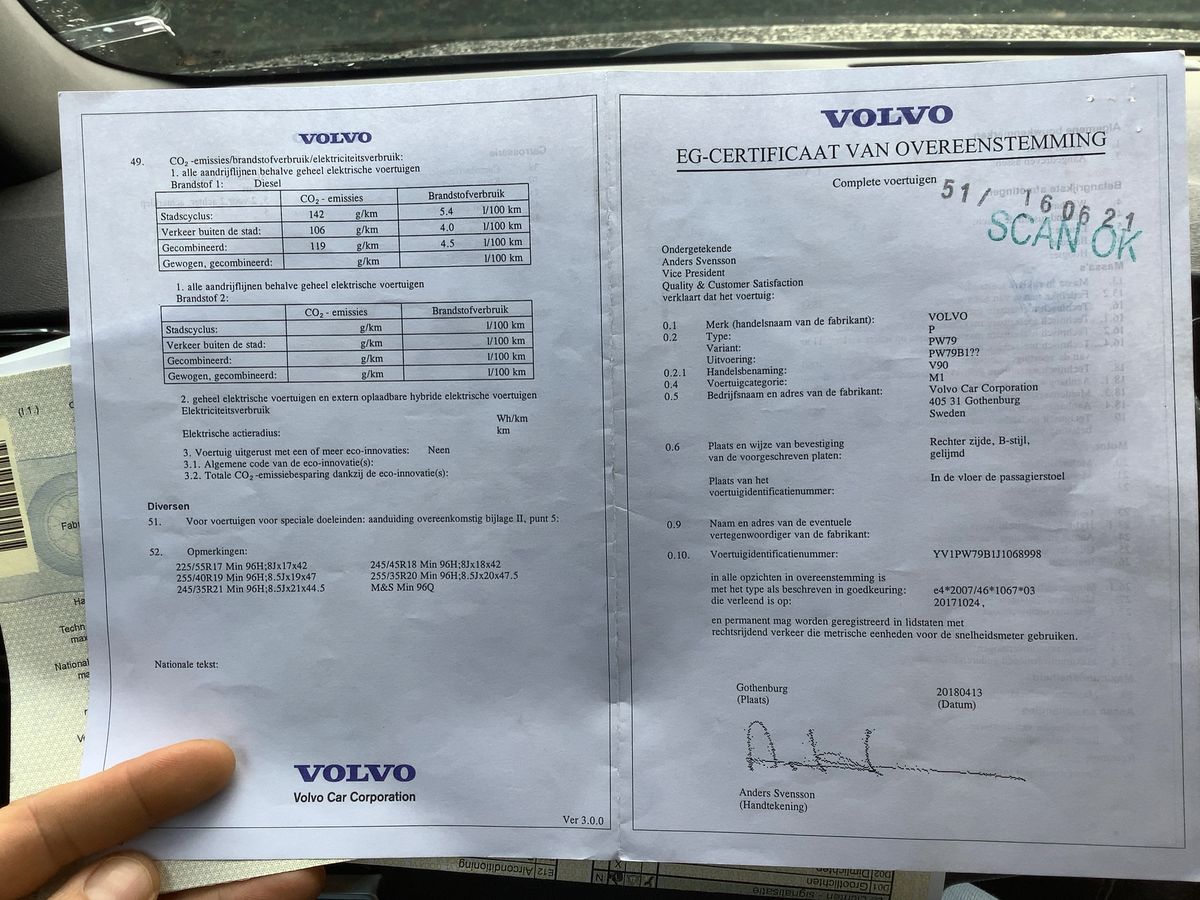 VOLVO
49. CO2 -emissies/brandstofverbruik/elektriciteitsverbruik:
1. alle aandrijflijnen behalve geheel elektrische voertuigen
Brandstof 1: Diesel
CO2 - emissies Brandstofverbruik
Stadscyclus: 142 g/km 5.4 l/100 km
Verkeer buiten de stad: 106 g/km 4.0 l/100 km
Gecombineerd: 119 g/km 4.5 l/100 km
Gewogen, gecombineerd: g/km l/100 km
1. alle aandrijflijnen behalve geheel elektrische voertuigen
Brandstof 2:
CO2 - emissies Brandstofverbruik
Stadscyclus: g/km l/100 km
Verkeer buiten de stad: g/km l/100 km
Gecombineerd: g/km l/100 km
Gewogen, gecombineerd: g/km l/100 km
2. geheel elektrische voertuigen en extern oplaadbare hybride elektrische voertuigen
Elektriciteitsverbruik Wh/km
Elektrische actieradius: km
3. Voertuig uitgerust met een of meer eco-innovaties: Neen
3.1. Algemene code van de eco-innovatie(s):
3.2. Totale CO2 -emissiebesparing dankzij de eco-innovatie(s):
Diversen
51. Voor voertuigen voor speciale doeleinden: aanduiding overeenkomstig bijlage II, punt 5:
52. Opmerkingen:
225/55R17 Min 96H;8Jx17x42 245/45R18 Min 96H;8Jx18x42
255/40R19 Min 96H;8.5Jx19x47 255/35R20 Min 96H;8.5Jx20x47.5
245/35R21 Min 96H;8.5Jx21x44.5 M&S Min 96Q
Nationale tekst:
VOLVO
Volvo Car Corporation
Ver 3.0.0
VOLVO
EG-CERTIFICAAT VAN OVEREENSTEMMING
Complete voertuigen
51/ 160621
SCAN OK
Ondergetekende
Anders Svensson
Vice President
Quality & Customer Satisfaction
verklaart dat het voertuig:
0.1 Merk (handelsnaam van de fabrikant): VOLVO
0.2 Type: P
Variant: PW79
Uitvoering: PW79B1??
0.2.1 Handelsbenaming: V90
0.4 Voertuigcategorie: M1
0.5 Bedrijfsnaam en adres van de fabrikant: Volvo Car Corporation
405 31 Gothenburg
Sweden
0.6 Plaats en wijze van bevestiging Rechter zijde, B-stijl,
van de voorgeschreven platen: gelijmd
Plaats van het In de vloer de passagierstoel
voertuigidentificatienummer:
0.9 Naam en adres van de eventuele
vertegenwoordiger van de fabrikant:
0.10. Voertuigidentificatienummer: YV1PW79B1J1068998
in alle opzichten in overeenstemming is
met het type als beschreven in goedkeuring: e4*2007/46*1067*03
die verleend is op: 20171024,
en permanent mag worden geregistreerd in lidstaten met
rechtsrijdend verkeer die metrische eenheden voor de snelheidsmeter gebruiken.
Gothenburg 20180413
(Plaats) (Datum)
Anders Svensson
(Handtekening)
(I.1)
Fab
Ha
Techn
ma
National
ma
E12 Airconditioning
N
D02 Dimlichten
D01 Grootlichten